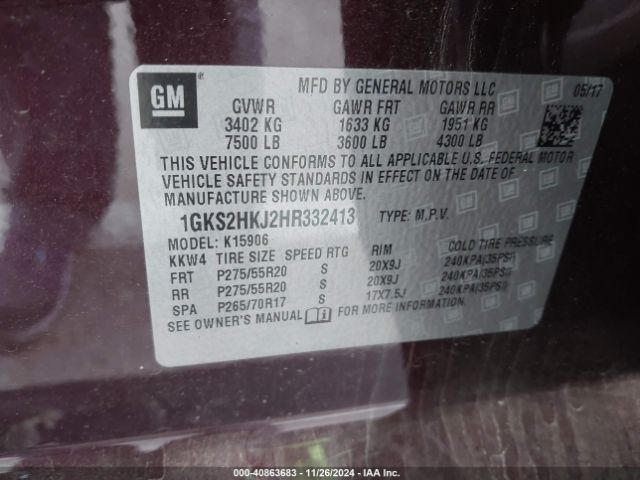 GM
MFD BY GENERAL MOTORS LLC 05/17
GVWR GAWR FRT GAWR RR
3402 KG 1633 KG 1951 KG
7500 LB 3600 LB 4300 LB
THIS VEHICLE CONFORMS TO ALL APPLICABLE U.S. FEDERAL MOTOR
VEHICLE SAFETY STANDARDS IN EFFECT ON THE DATE OF
MANUFACTURE SHOWN ABOVE.
1GKS2HKJ2HR332413 TYPE: M.P.V.
MODEL: K15906
KKW4 TIRE SIZE SPEED RTG RIM COLD TIRE PRESSURE
FRT P275/55R20 S 20X9J 240KPA(35PSI)
RR P275/55R20 S 20X9J 240KPA(35PSI)
SPA P265/70R17 S 17X7.5J 240KPA(35PSI)
SEE OWNER'S MANUAL FOR MORE INFORMATION.
000-40863683 - 11/26/2024 - IAA Inc.